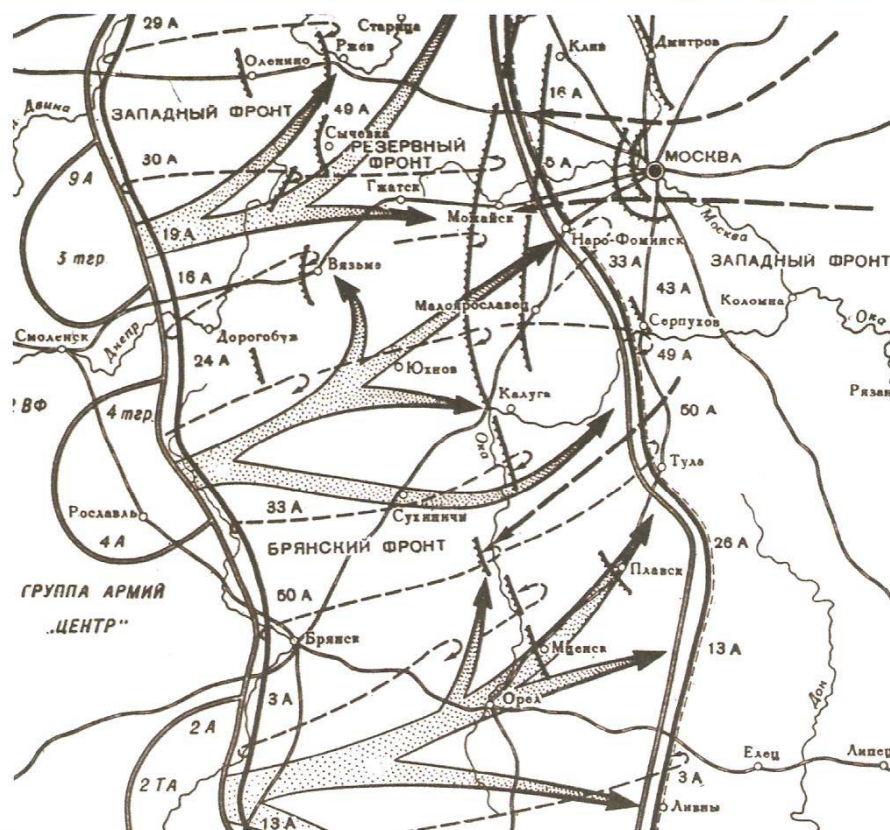 29 А
Старица
Клин
Дмитров
Ржев
Оленино
Двина
ЗАПАДНЫЙ ФРОНТ
49 А
16 А
Сычевка
РЕЗЕРВНЫЙ
ФРОНТ
МОСКВА
30 А
5 А
9 А
Гжатск
Можайск
Москва
3 тгр
19 А
Наро-Фоминск
33 А
ЗАПАДНЫЙ ФРОНТ
16 А
Вязьма
43 А
Малоярославец
Коломна
Ока
Смоленск
Днепр
Дорогобуж
Серпухов
24 А
49 А
Юхнов
Рязан
ВФ
4 тгр
Калуга
50 А
Ока
Тула
Рославль
33 А
Сухиничи
4 А
26 А
БРЯНСКИЙ ФРОНТ
ГРУППА АРМИЙ
„ЦЕНТР"
50 А
Плавск
Брянск
Мценск
13 А
3 А
Дон
2 А
Орел
Елец
Липец
2 ТА
3 А
Ливны
13 А